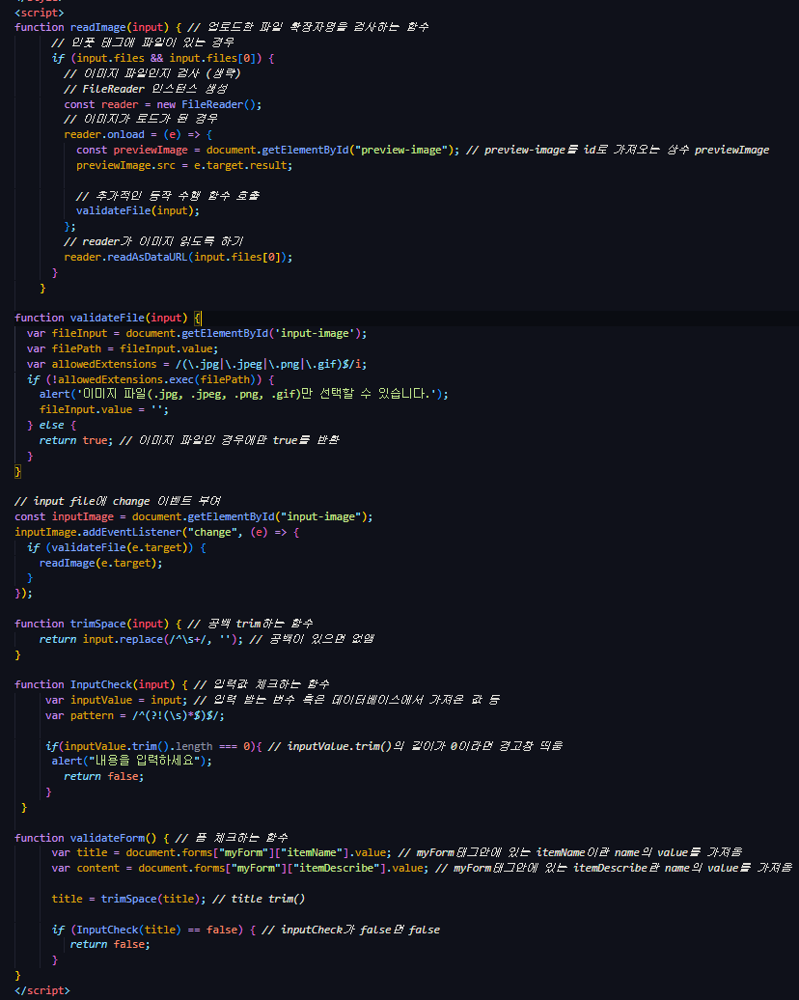 <script>
function readImage(input) { // 업로드한 파일 확장자명을 검사하는 함수
// 인풋 태그에 파일이 있는 경우
if (input.files && input.files[0]) {
// 이미지 파일인지 검사 (생략)
// FileReader 인스턴스 생성
const reader = new FileReader();
// 이미지가 로드가 된 경우
reader.onload = (e) => {
const previewImage = document.getElementById("preview-image"); // preview-image를 id로 가져오는 상수 previewImage
previewImage.src = e.target.result;
// 추가적인 동작 수행 함수 호출
validateFile(input);
};
// reader가 이미지 읽도록 하기
reader.readAsDataURL(input.files[0]);
}
}
function validateFile(input) {
var fileInput = document.getElementById('input-image');
var filePath = fileInput.value;
var allowedExtensions = /(\.jpg|\.jpeg|\.png|\.gif)$/i;
if (!allowedExtensions.exec(filePath)) {
alert('이미지 파일(.jpg, .jpeg, .png, .gif)만 선택할 수 있습니다.');
fileInput.value = '';
} else {
return true; // 이미지 파일인 경우에만 true를 반환
}
}
// input file에 change 이벤트 부여
const inputImage = document.getElementById("input-image");
inputImage.addEventListener("change", (e) => {
if (validateFile(e.target)) {
readImage(e.target);
}
});
function trimSpace(input) { // 공백 trim하는 함수
return input.replace(/^\s+/, ''); // 공백이 있으면 없앰
}
function InputCheck(input) { // 입력값 체크하는 함수
var inputValue = input; // 입력 받는 변수 혹은 데이터베이스에서 가져온 값 등
var pattern = /^(?!(\s)*$)$/;
if(inputValue.trim().length === 0){ // inputValue.trim()의 길이가 0이라면 경고창 띄움
alert("내용을 입력하세요");
return false;
}
}
function validateForm() { // 폼 체크하는 함수
var title = document.forms["myForm"]["itemName"].value; // myForm태그안에 있는 itemName이란 name의 value를 가져옴
var content = document.forms["myForm"]["itemDescribe"].value; // myForm태그안에 있는 itemDescribe란 name의 value를 가져옴
title = trimSpace(title); // title trim()
if (InputCheck(title) == false) { // inputCheck가 false면 false
return false;
}
}
</script>